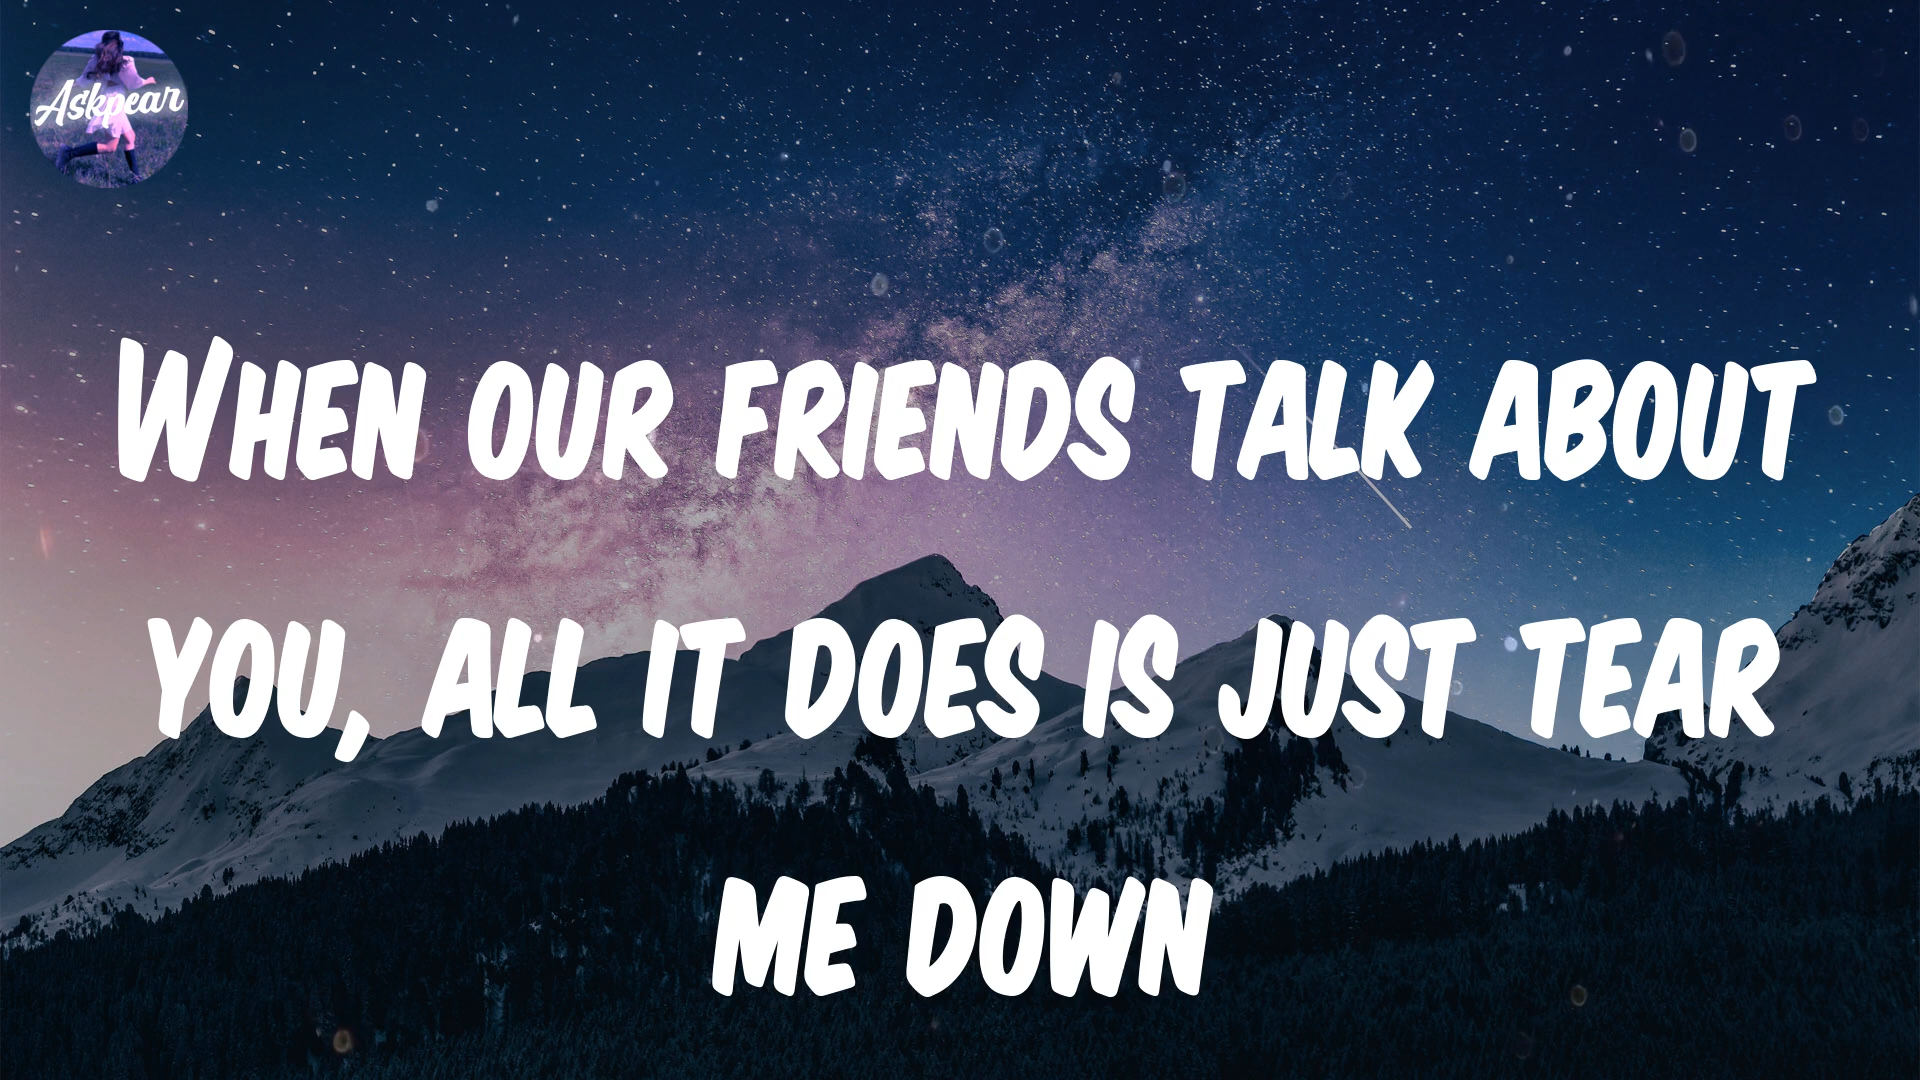 Askpear
When our friends talk about
you, all it does is just tear
me down